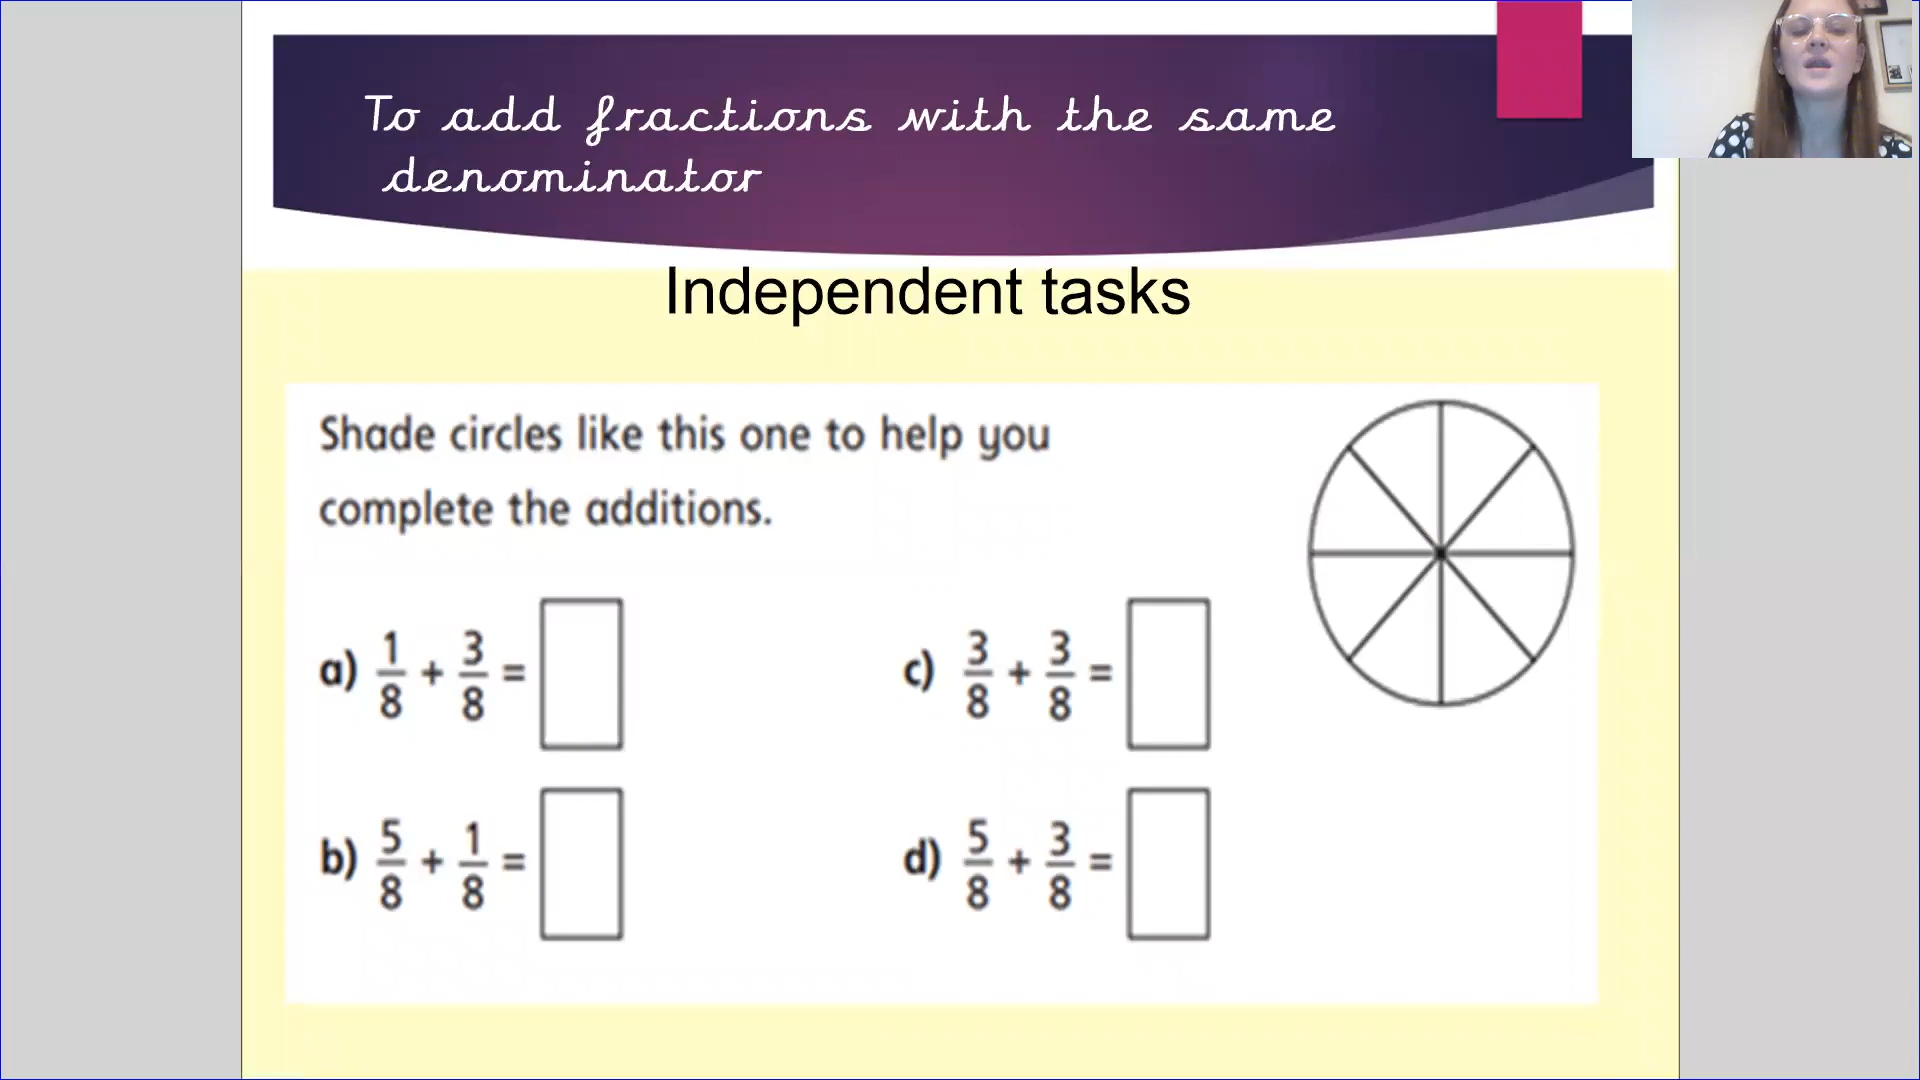 To add fractions with the same
denominator
Independent tasks
Shade circles like this one to help you
complete the additions.
a) 1/8 + 3/8 =
c) 3/8 + 3/8 =
b) 5/8 + 1/8 =
d) 5/8 + 3/8 =